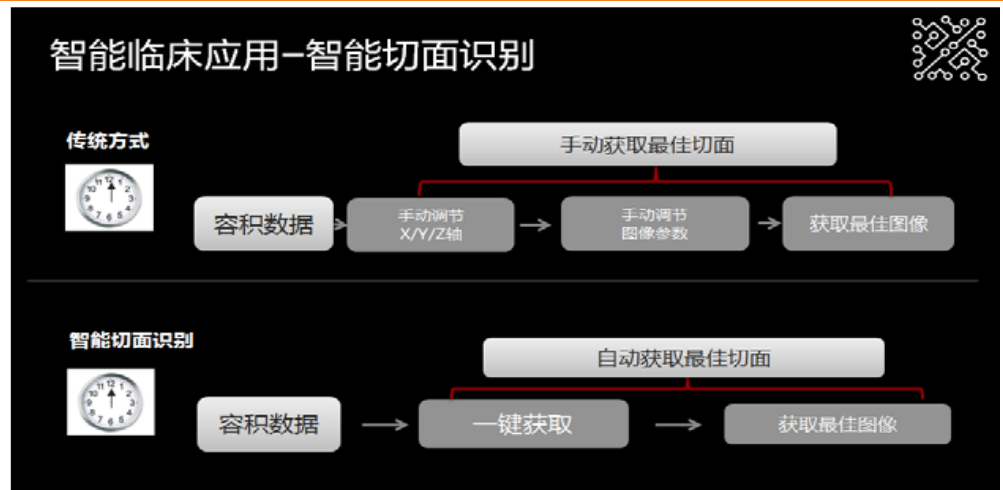 智能临床应用-智能切面识别
传统方式
手动获取最佳切面
容积数据
手动调节
X/Y/Z轴
手动调节
图像参数
获取最佳图像
智能切面识别
自动获取最佳切面
容积数据
一键获取
获取最佳图像